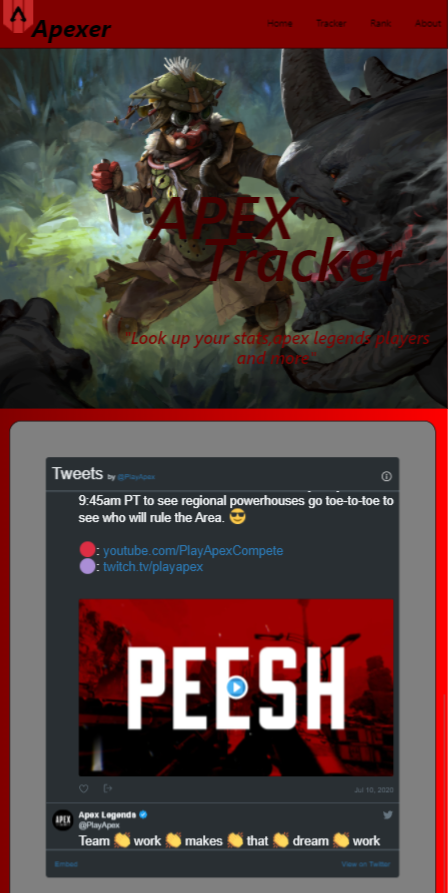 Apexer
Home Tracker Rank About
APEX
Tracker
"Look up your stats,apex legends players
and more"
Tweets by @PlayApex
9:45am PT to see regional powerhouses go toe-to-toe to
see who will rule the Area. 😎
🔴: youtube.com/PlayApexCompete
🟣: twitch.tv/playapex
PEESH
Jul 10, 2020
APEX
Apex Legends
@PlayApex
Team 👏 work 👏 makes 👏 that 👏 dream 👏 work
Embed
View on Twitter